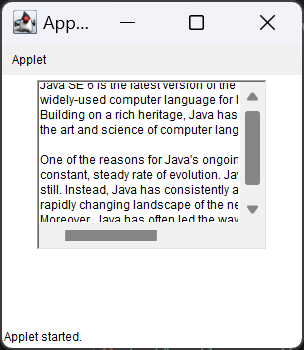 App...
Applet
Java SE 6 is the latest version of the
widely-used computer language for
Building on a rich heritage, Java has
the art and science of computer lang
One of the reasons for Java's ongoin
constant, steady rate of evolution. Jav
still. Instead, Java has consistently a
rapidly changing landscape of the ne
Moreover, Java has often led the way
Applet started.